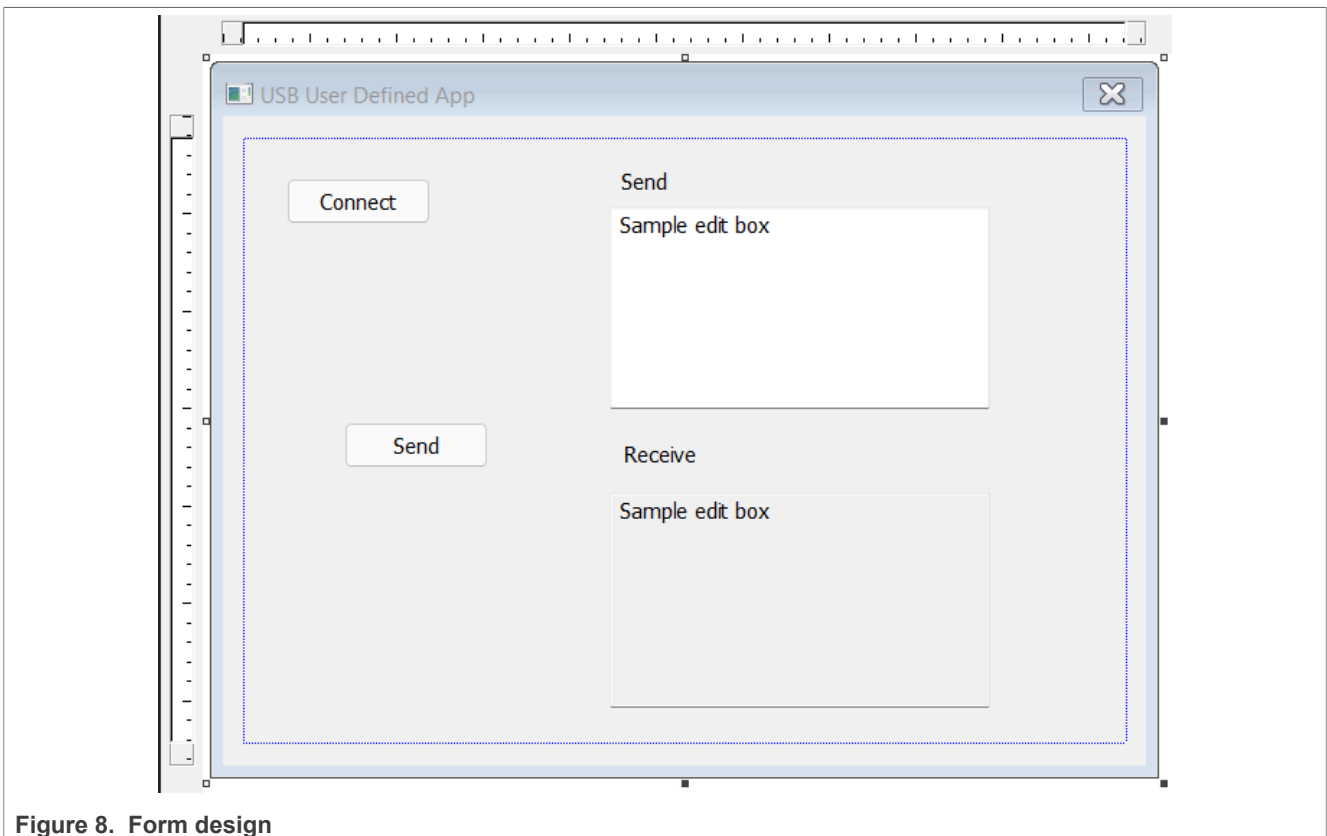 USB User Defined App
Connect
Send
Sample edit box
Send
Receive
Sample edit box
Figure 8. Form design